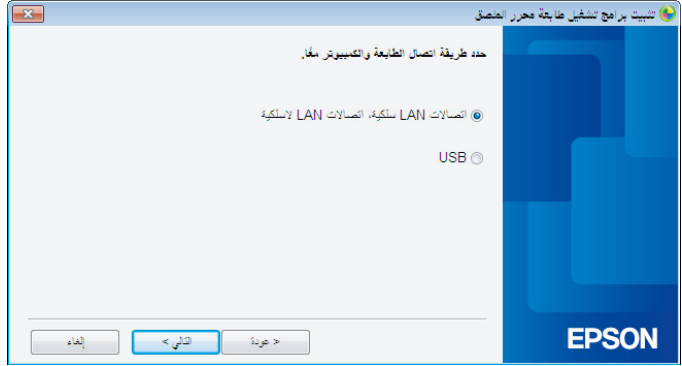 تثبيت برامج تشغيل طابعة محرر الملصق
حدد طريقة اتصال الطابعة والكمبيوتر معًا.
اتصالات LAN سلكية، اتصالات LAN لاسلكية
USB
< عودة
التالي >
إلغاء
EPSON